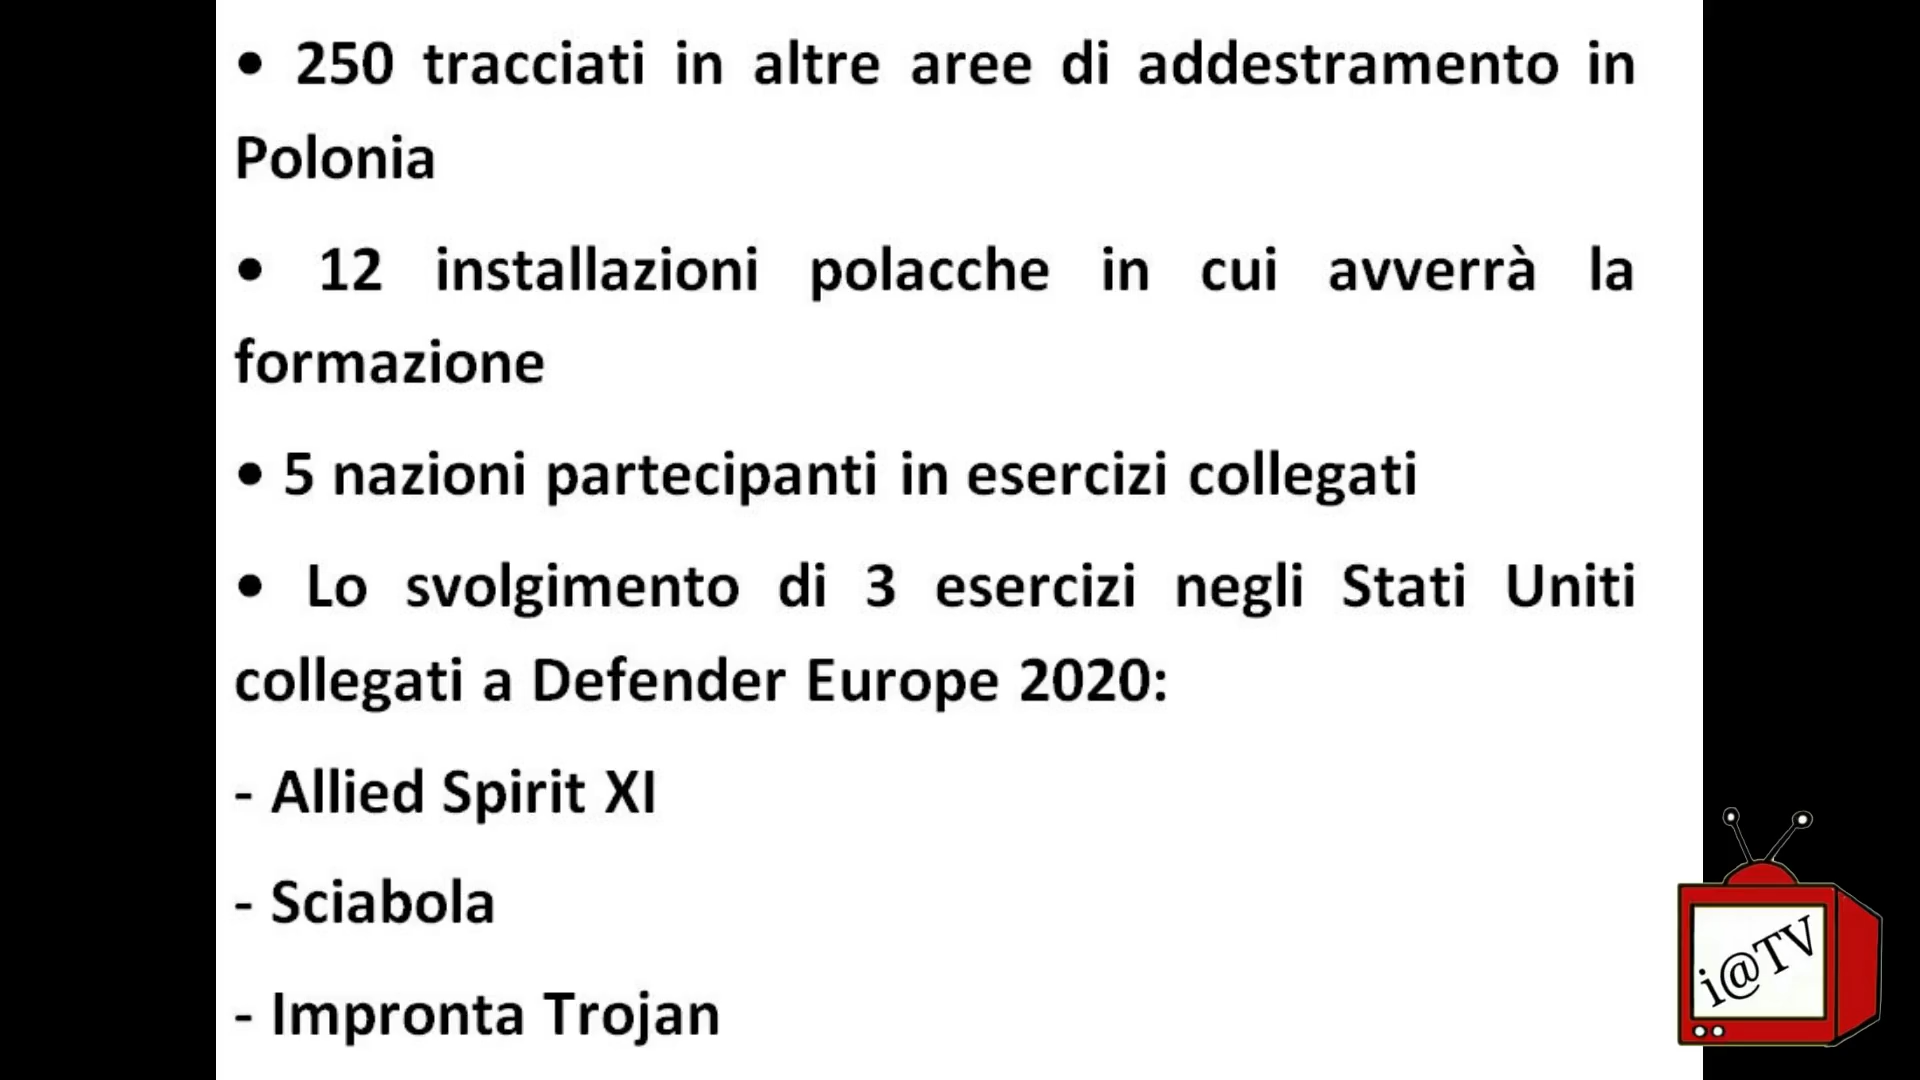 • 250 tracciati in altre aree di addestramento in
Polonia
• 12 installazioni polacche in cui avverrà la
formazione
• 5 nazioni partecipanti in esercizi collegati
• Lo svolgimento di 3 esercizi negli Stati Uniti
collegati a Defender Europe 2020:
- Allied Spirit XI
- Sciabola
- Impronta Trojan
i@TV